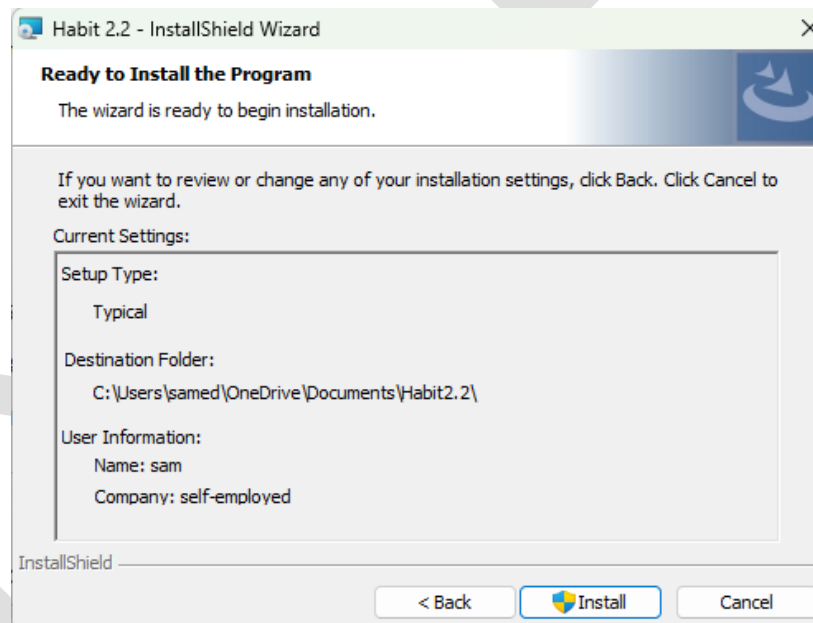 Habit 2.2 - InstallShield Wizard
Ready to Install the Program
The wizard is ready to begin installation.
If you want to review or change any of your installation settings, click Back. Click Cancel to
exit the wizard.
Current Settings:
Setup Type:
Typical
Destination Folder:
C:\Users\samed\OneDrive\Documents\Habit2.2\
User Information:
Name: sam
Company: self-employed
InstallShield
< Back
Install
Cancel